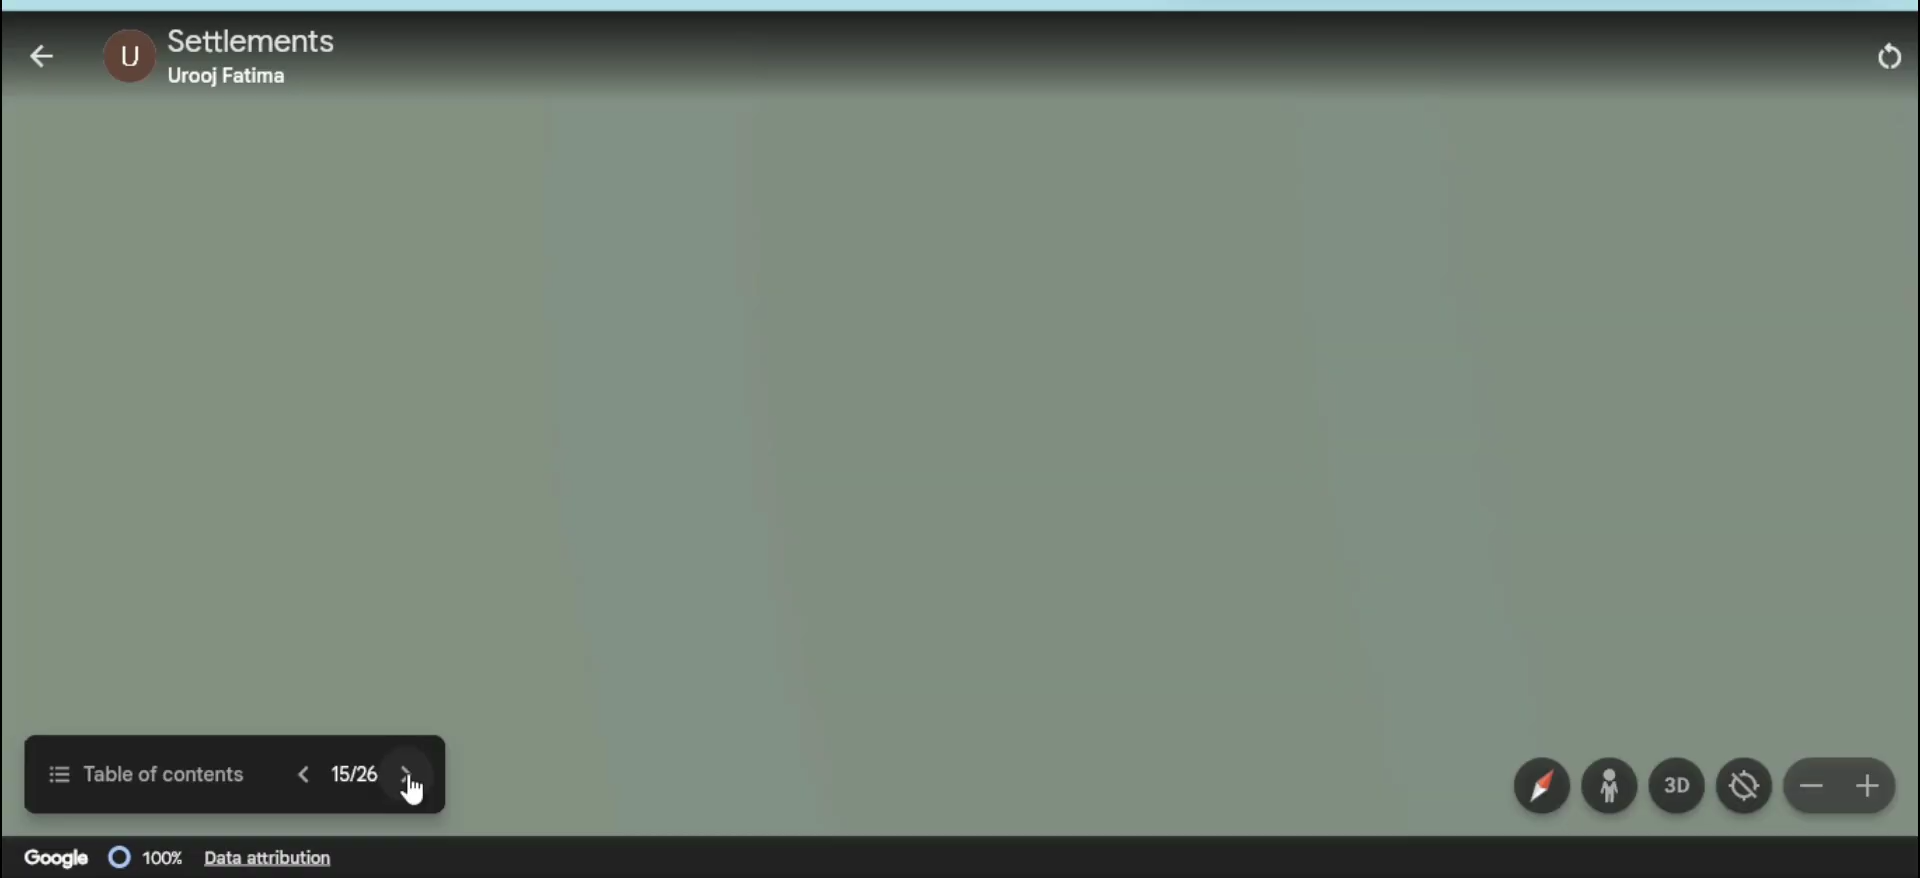 U
Settlements
Urooj Fatima
Table of contents
15/26
3D
Google
100%
Data attribution